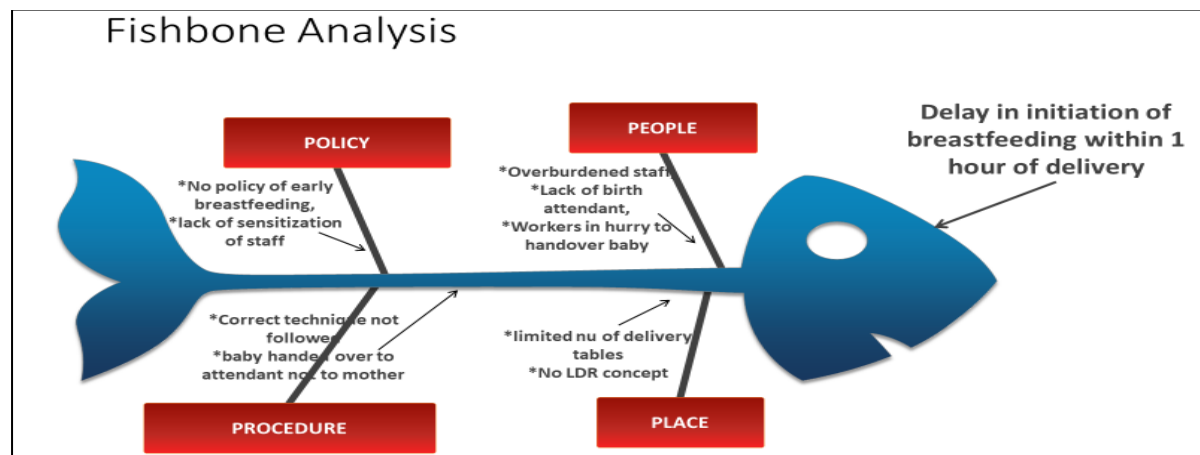 Fishbone Analysis
POLICY
*No policy of early
breastfeeding,
*lack of sensitization
of staff
PEOPLE
*Overburdened staff,
*Lack of birth
attendant,
*Workers in hurry to
handover baby
Delay in initiation of
breastfeeding within 1
hour of delivery
*Correct technique not
followed
*baby handed over to
attendant not to mother
PROCEDURE
*limited nu of delivery
tables
*No LDR concept
PLACE